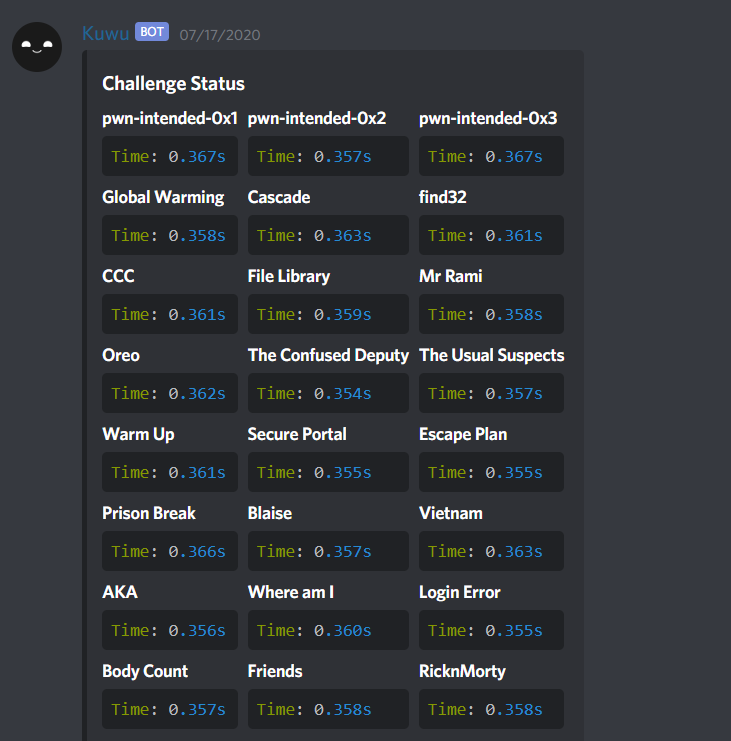 Kuwu BOT 07/17/2020
Challenge Status
pwn-intended-0x1 pwn-intended-0x2 pwn-intended-0x3
Time: 0.367s Time: 0.357s Time: 0.367s
Global Warming Cascade find32
Time: 0.358s Time: 0.363s Time: 0.361s
CCC File Library Mr Rami
Time: 0.361s Time: 0.359s Time: 0.358s
Oreo The Confused Deputy The Usual Suspects
Time: 0.362s Time: 0.354s Time: 0.357s
Warm Up Secure Portal Escape Plan
Time: 0.361s Time: 0.355s Time: 0.355s
Prison Break Blaise Vietnam
Time: 0.366s Time: 0.357s Time: 0.363s
AKA Where am I Login Error
Time: 0.356s Time: 0.360s Time: 0.355s
Body Count Friends RicknMorty
Time: 0.357s Time: 0.358s Time: 0.358s